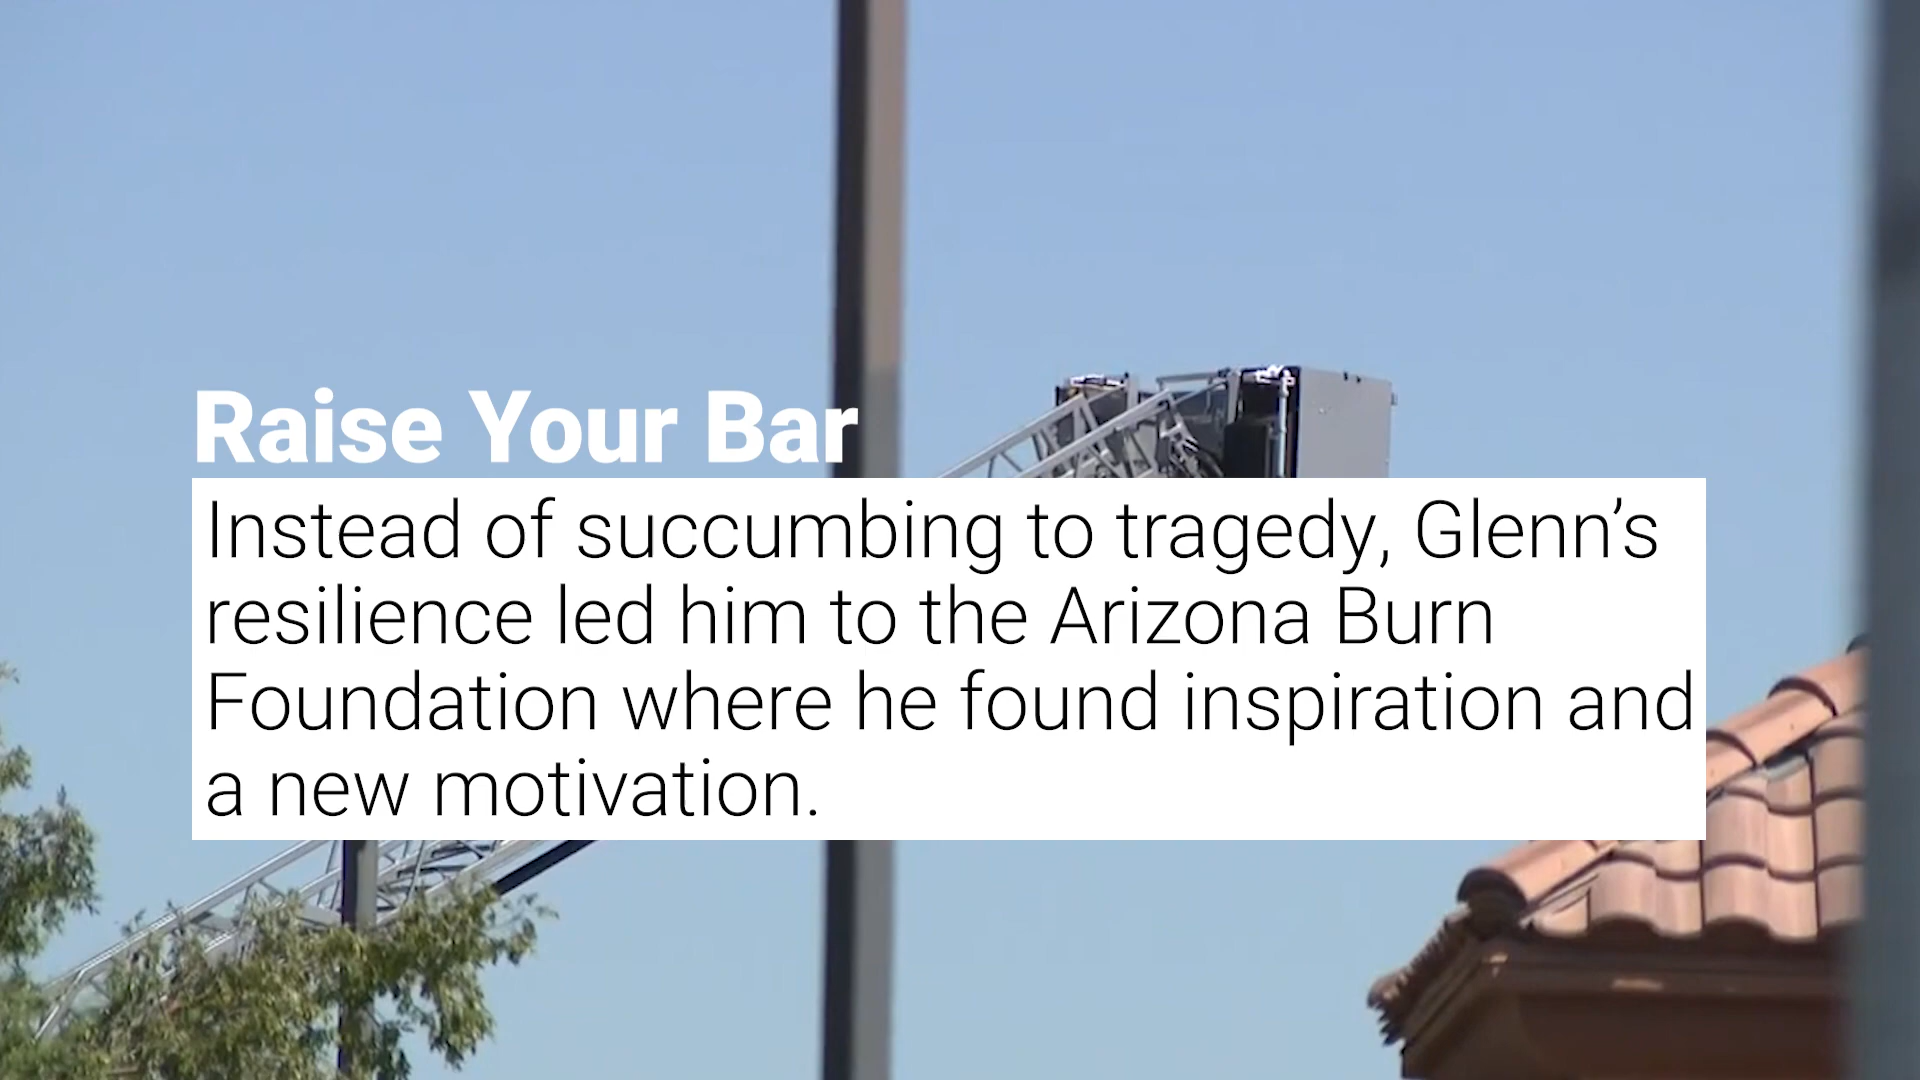 Raise Your Bar
Instead of succumbing to tragedy, Glenn’s
resilience led him to the Arizona Burn
Foundation where he found inspiration and
a new motivation.